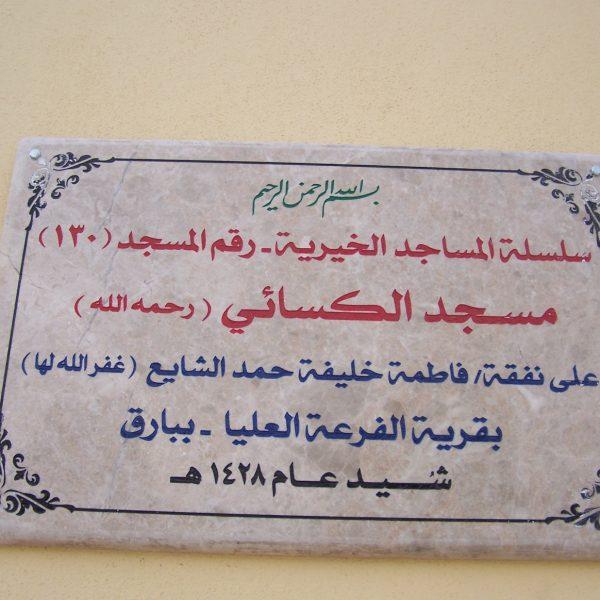 بسم الله الرحمن الرحيم
سلسلة المساجد الخيرية - رقم المسجد (١٣٠)
مسجد الكسائي (رحمه الله)
على نفقة/ فاطمة خليفة حمد الشايع (غفر الله لها)
بقرية الفرعة العليا - ببارق
شيد عام ١٤٢٨ هـ